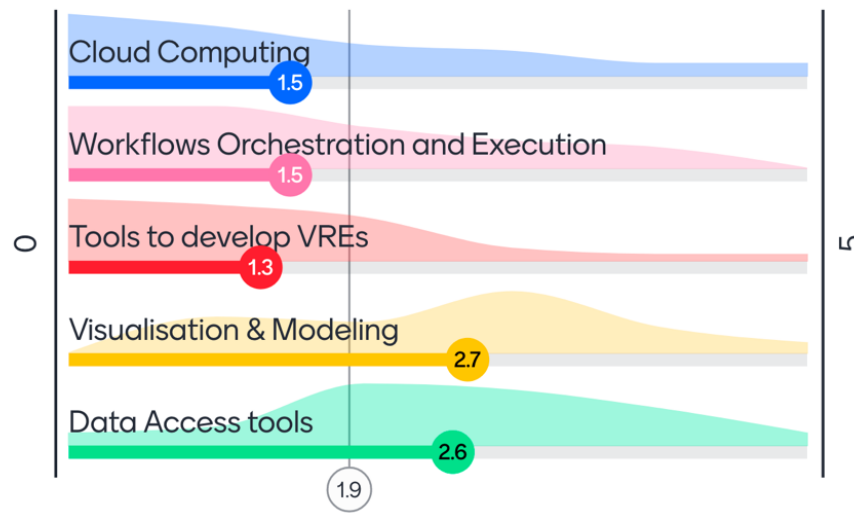 Cloud Computing
1.5
Workflows Orchestration and Execution
1.5
0
5
Tools to develop VREs
1.3
Visualisation & Modeling
2.7
Data Access tools
2.6
1.9